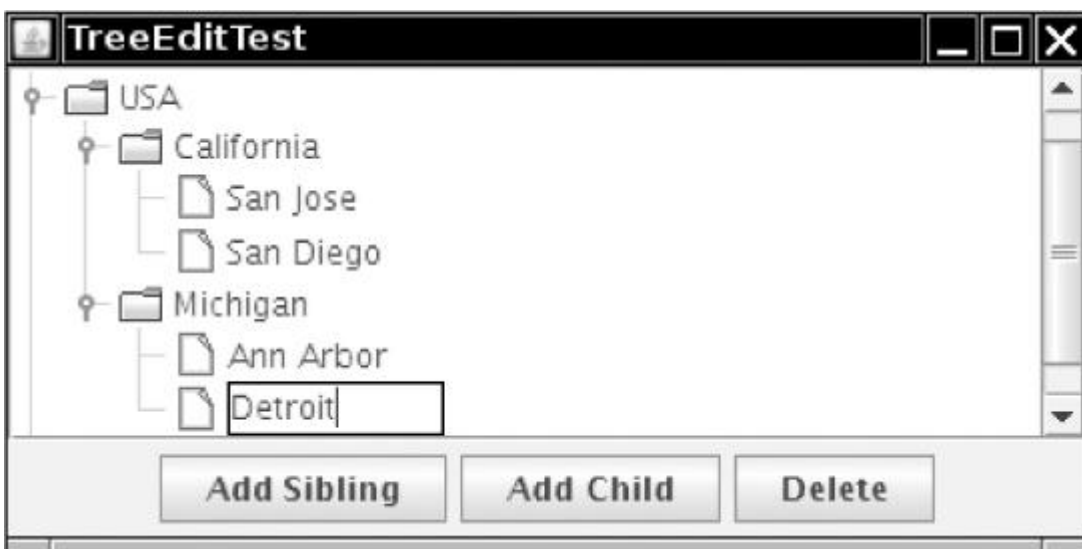 TreeEditTest
USA
California
San Jose
San Diego
Michigan
Ann Arbor
Detroit
Add Sibling Add Child Delete